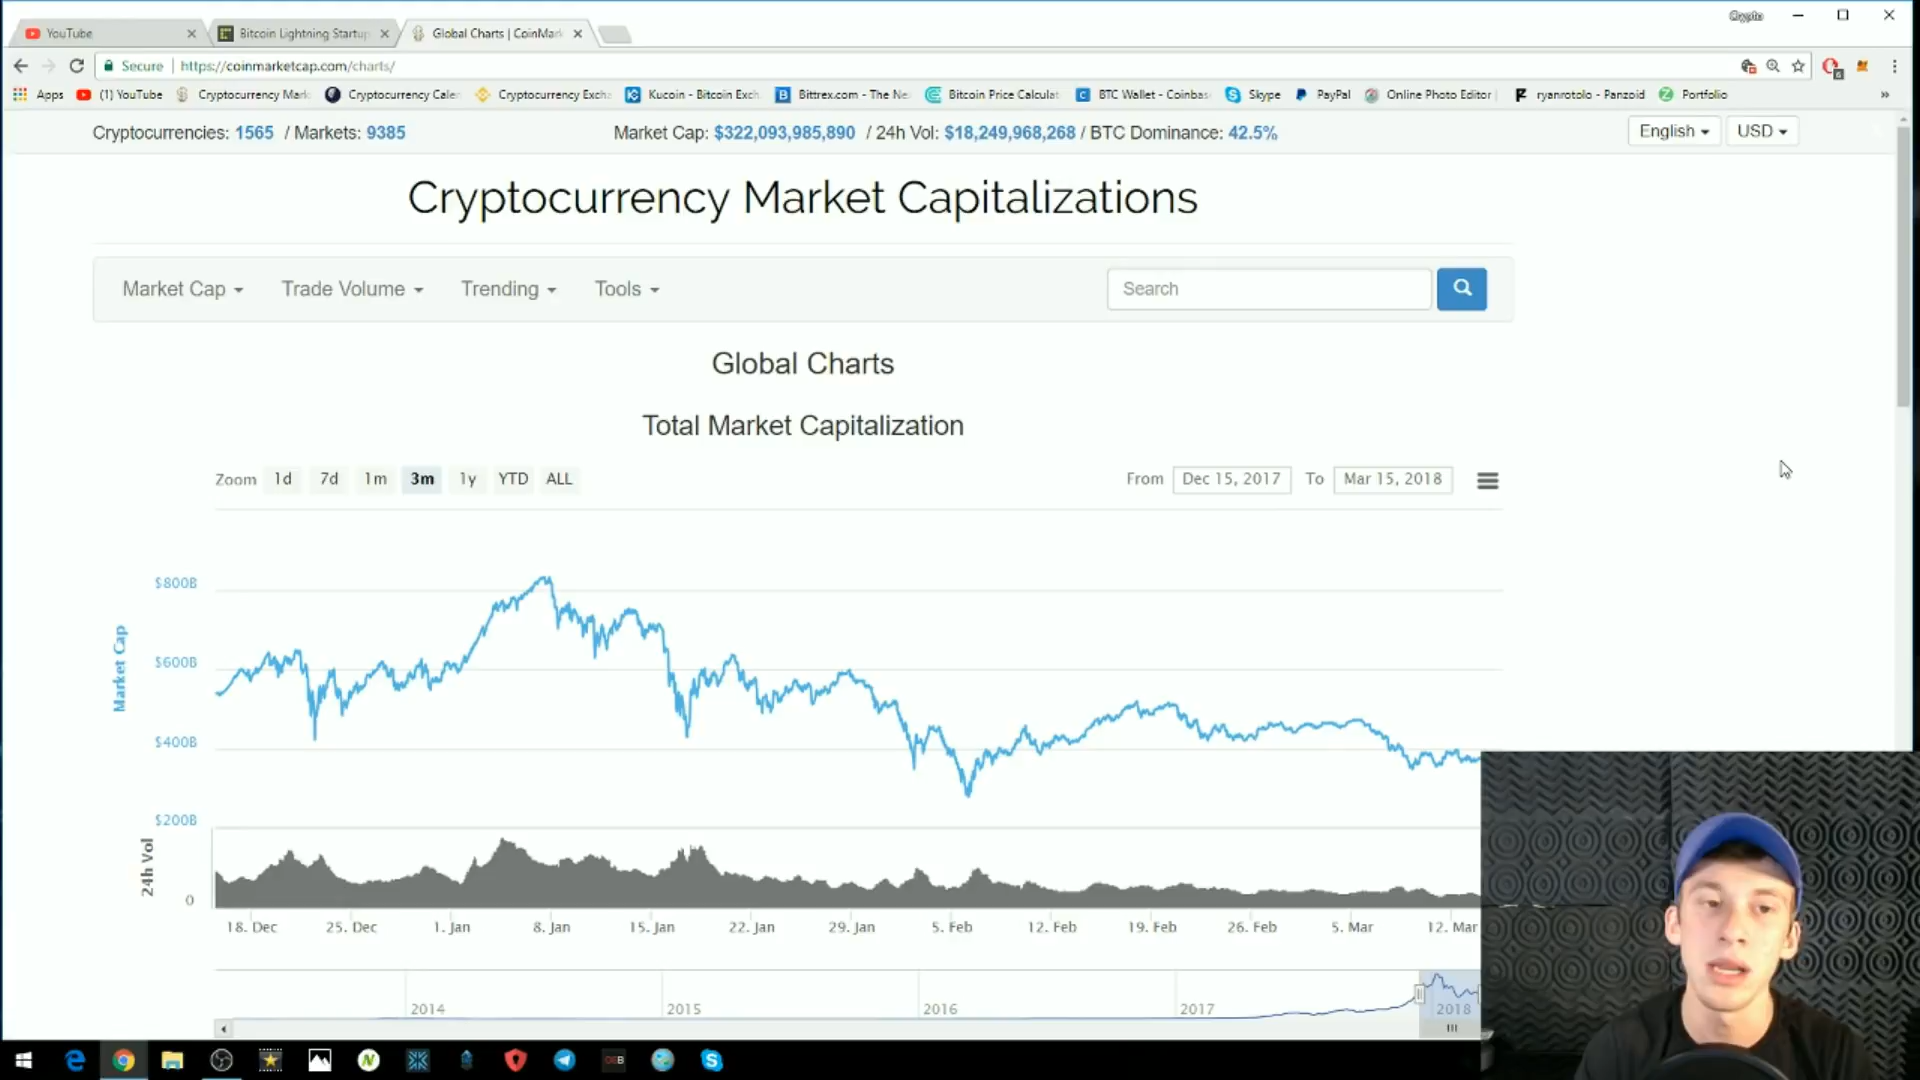 Crypto
YouTube
Bitcoin Lightning Startup
Global Charts | CoinMark
Secure | https://coinmarketcap.com/charts/
Apps (1) YouTube Cryptocurrency Mark Cryptocurrency Cale Cryptocurrency Exch Kucoin - Bitcoin Exch Bittrex.com - The Ne Bitcoin Price Calculat BTC Wallet - Coinbas Skype PayPal Online Photo Editor ryanrotolo - Panzoid Portfolio »
Cryptocurrencies: 1565 / Markets: 9385 Market Cap: $322,093,985,890 / 24h Vol: $18,249,968,268 / BTC Dominance: 42.5% English USD
Cryptocurrency Market Capitalizations
Market Cap Trade Volume Trending Tools Search
Global Charts
Total Market Capitalization
Zoom 1d 7d 1m 3m 1y YTD ALL From Dec 15, 2017 To Mar 15, 2018
$800B
$600B
$400B
$200B
0
Market Cap
24h Vol
18. Dec 25. Dec 1. Jan 8. Jan 15. Jan 22. Jan 29. Jan 5. Feb 12. Feb 19. Feb 26. Feb 5. Mar 12. Mar
2014 2015 2016 2017 2018